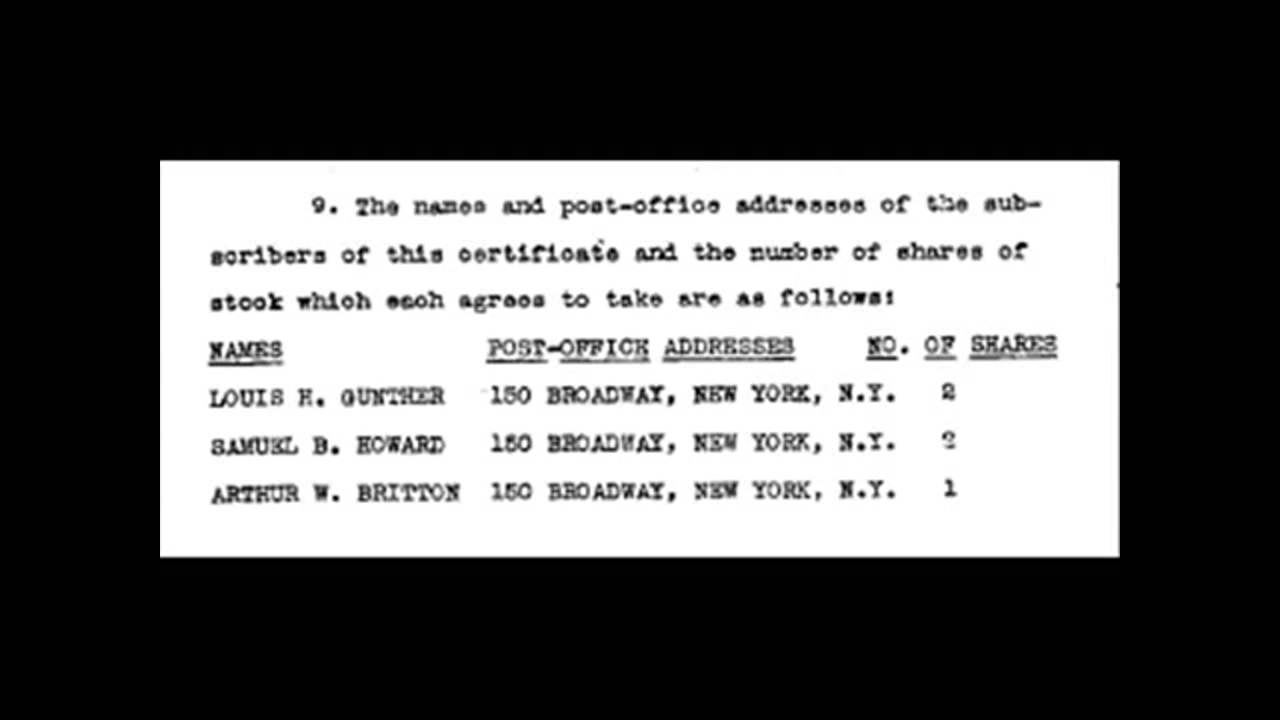 9. The names and post-office addresses of the sub-
scribers of this certificate and the number of shares of
stock which each agrees to take are as follows:
NAMES POST-OFFICE ADDRESSES NO. OF SHARES
LOUIS H. GUNTHER 150 BROADWAY, NEW YORK, N.Y. 2
SAMUEL B. HOWARD 150 BROADWAY, NEW YORK, N.Y. 2
ARTHUR W. BRITTON 150 BROADWAY, NEW YORK, N.Y. 1